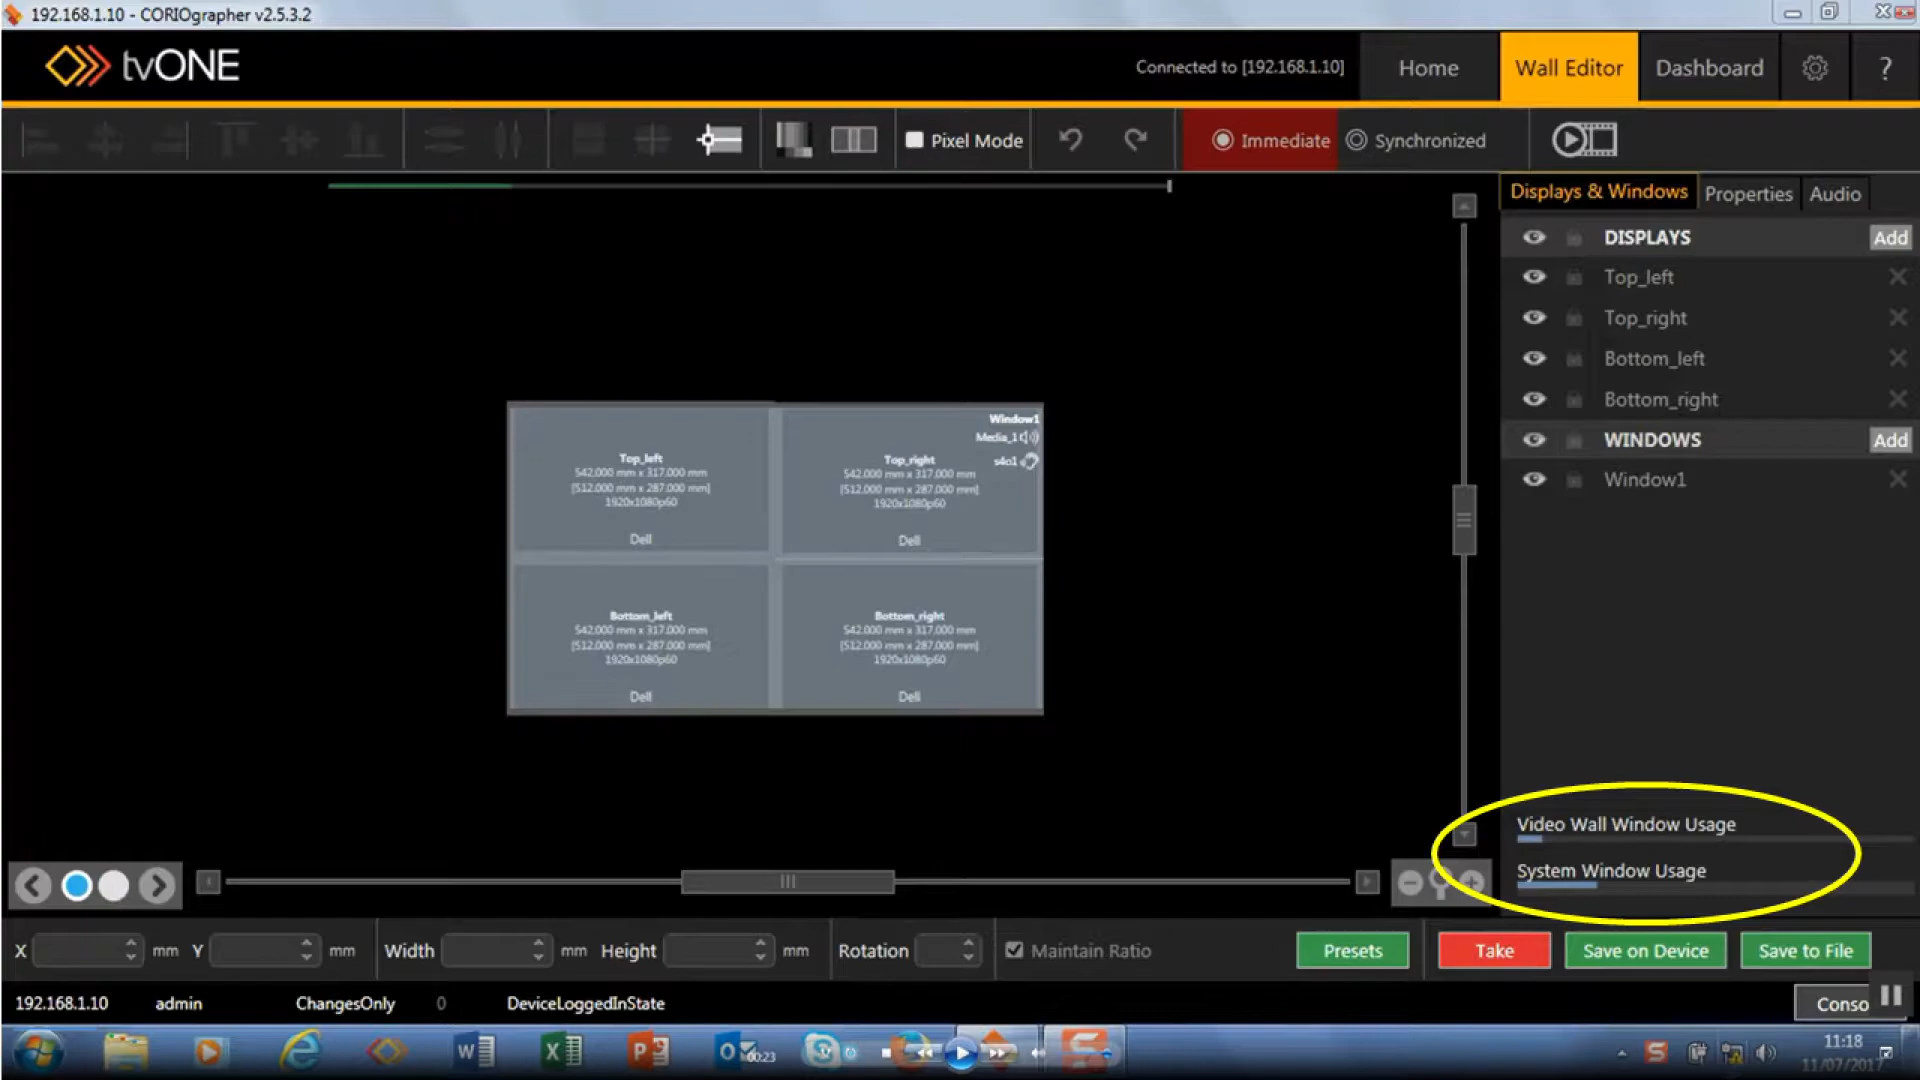 192.168.1.10 - CORIOgrapher v2.5.3.2
tvONE
Connected to [192.168.1.10]
Home
Wall Editor
Dashboard
?
Pixel Mode
Immediate
Synchronized
Displays & Windows
Properties
Audio
DISPLAYS
Add
Top_left
Top_right
Bottom_left
Bottom_right
WINDOWS
Add
Window1
Window1
Media_1
s4o1
Top_left
542.000 mm x 317.000 mm
[512.000 mm x 287.000 mm]
1920x1080p60
Dell
Top_right
542.000 mm x 317.000 mm
[512.000 mm x 287.000 mm]
1920x1080p60
Dell
Bottom_left
542.000 mm x 317.000 mm
[512.000 mm x 287.000 mm]
1920x1080p60
Dell
Bottom_right
542.000 mm x 317.000 mm
[512.000 mm x 287.000 mm]
1920x1080p60
Dell
Video Wall Window Usage
System Window Usage
X mm Y mm Width mm Height mm Rotation Maintain Ratio
Presets
Take
Save on Device
Save to File
192.168.1.10 admin ChangesOnly 0 DeviceLoggedInState
Conso
00:23
11:18
11/07/2017